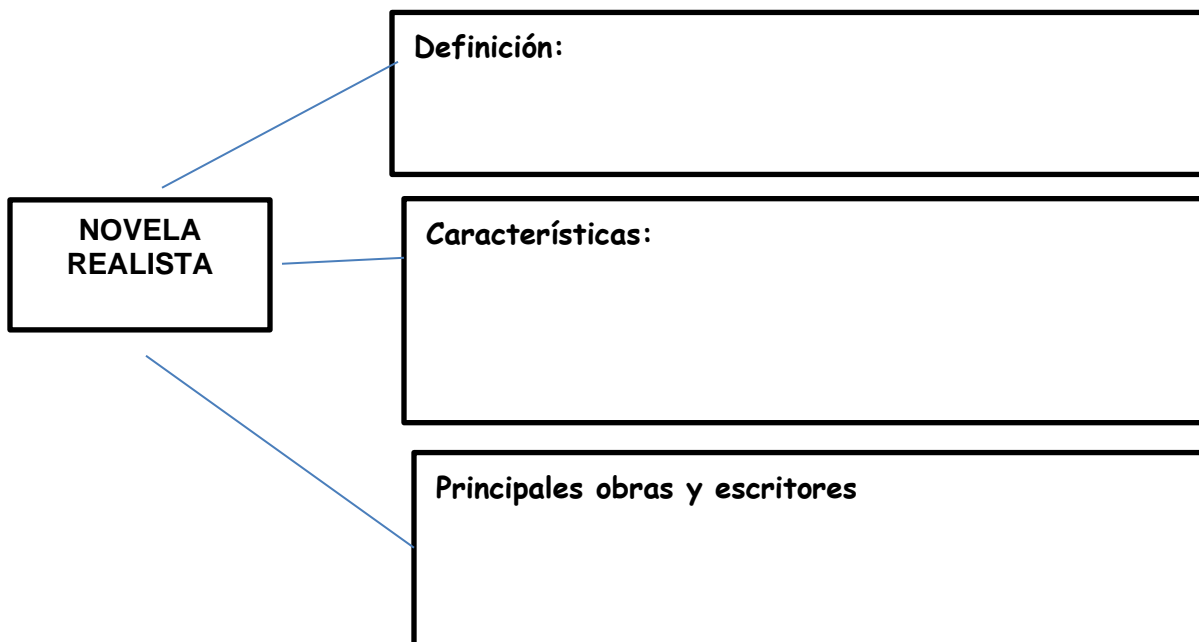 Definición:
NOVELA
REALISTA
Características:
Principales obras y escritores